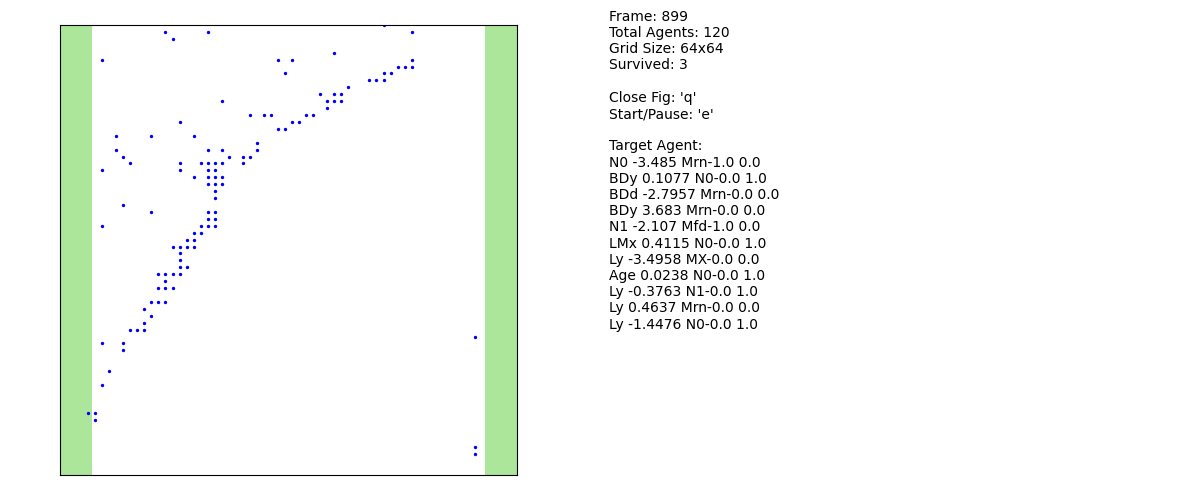 Frame: 899
Total Agents: 120
Grid Size: 64x64
Survived: 3
Close Fig: 'q'
Start/Pause: 'e'
Target Agent:
N0 -3.485 Mrn-1.0 0.0
BDy 0.1077 N0-0.0 1.0
BDd -2.7957 Mrn-0.0 0.0
BDy 3.683 Mrn-0.0 0.0
N1 -2.107 Mfd-1.0 0.0
LMx 0.4115 N0-0.0 1.0
Ly -3.4958 MX-0.0 0.0
Age 0.0238 N0-0.0 1.0
Ly -0.3763 N1-0.0 1.0
Ly 0.4637 Mrn-0.0 0.0
Ly -1.4476 N0-0.0 1.0